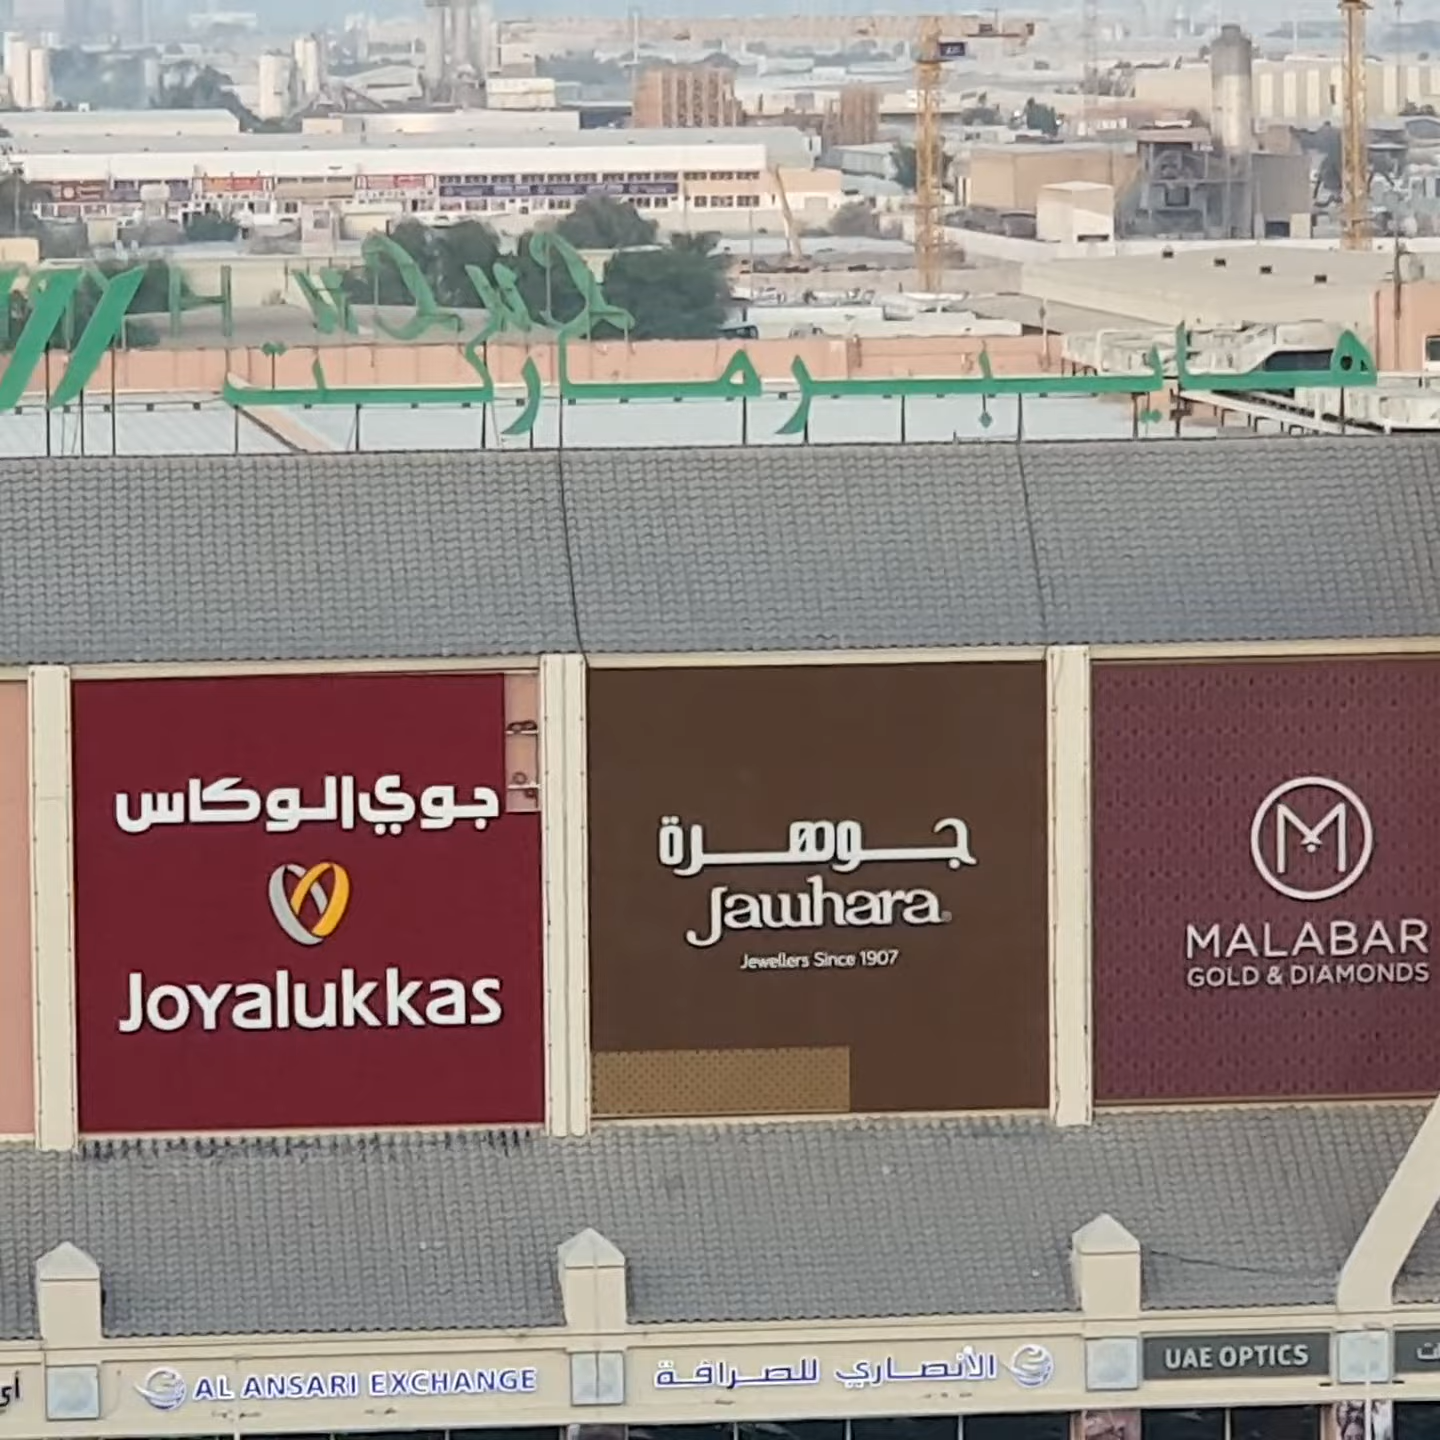 هايبرماركت
جوي‌الوكاس
Joyalukkas
جوهرة
Jawhara
Jewellers Since 1907
MALABAR
GOLD & DIAMONDS
AL ANSARI EXCHANGE
الأنصاري للصرافة
UAE OPTICS